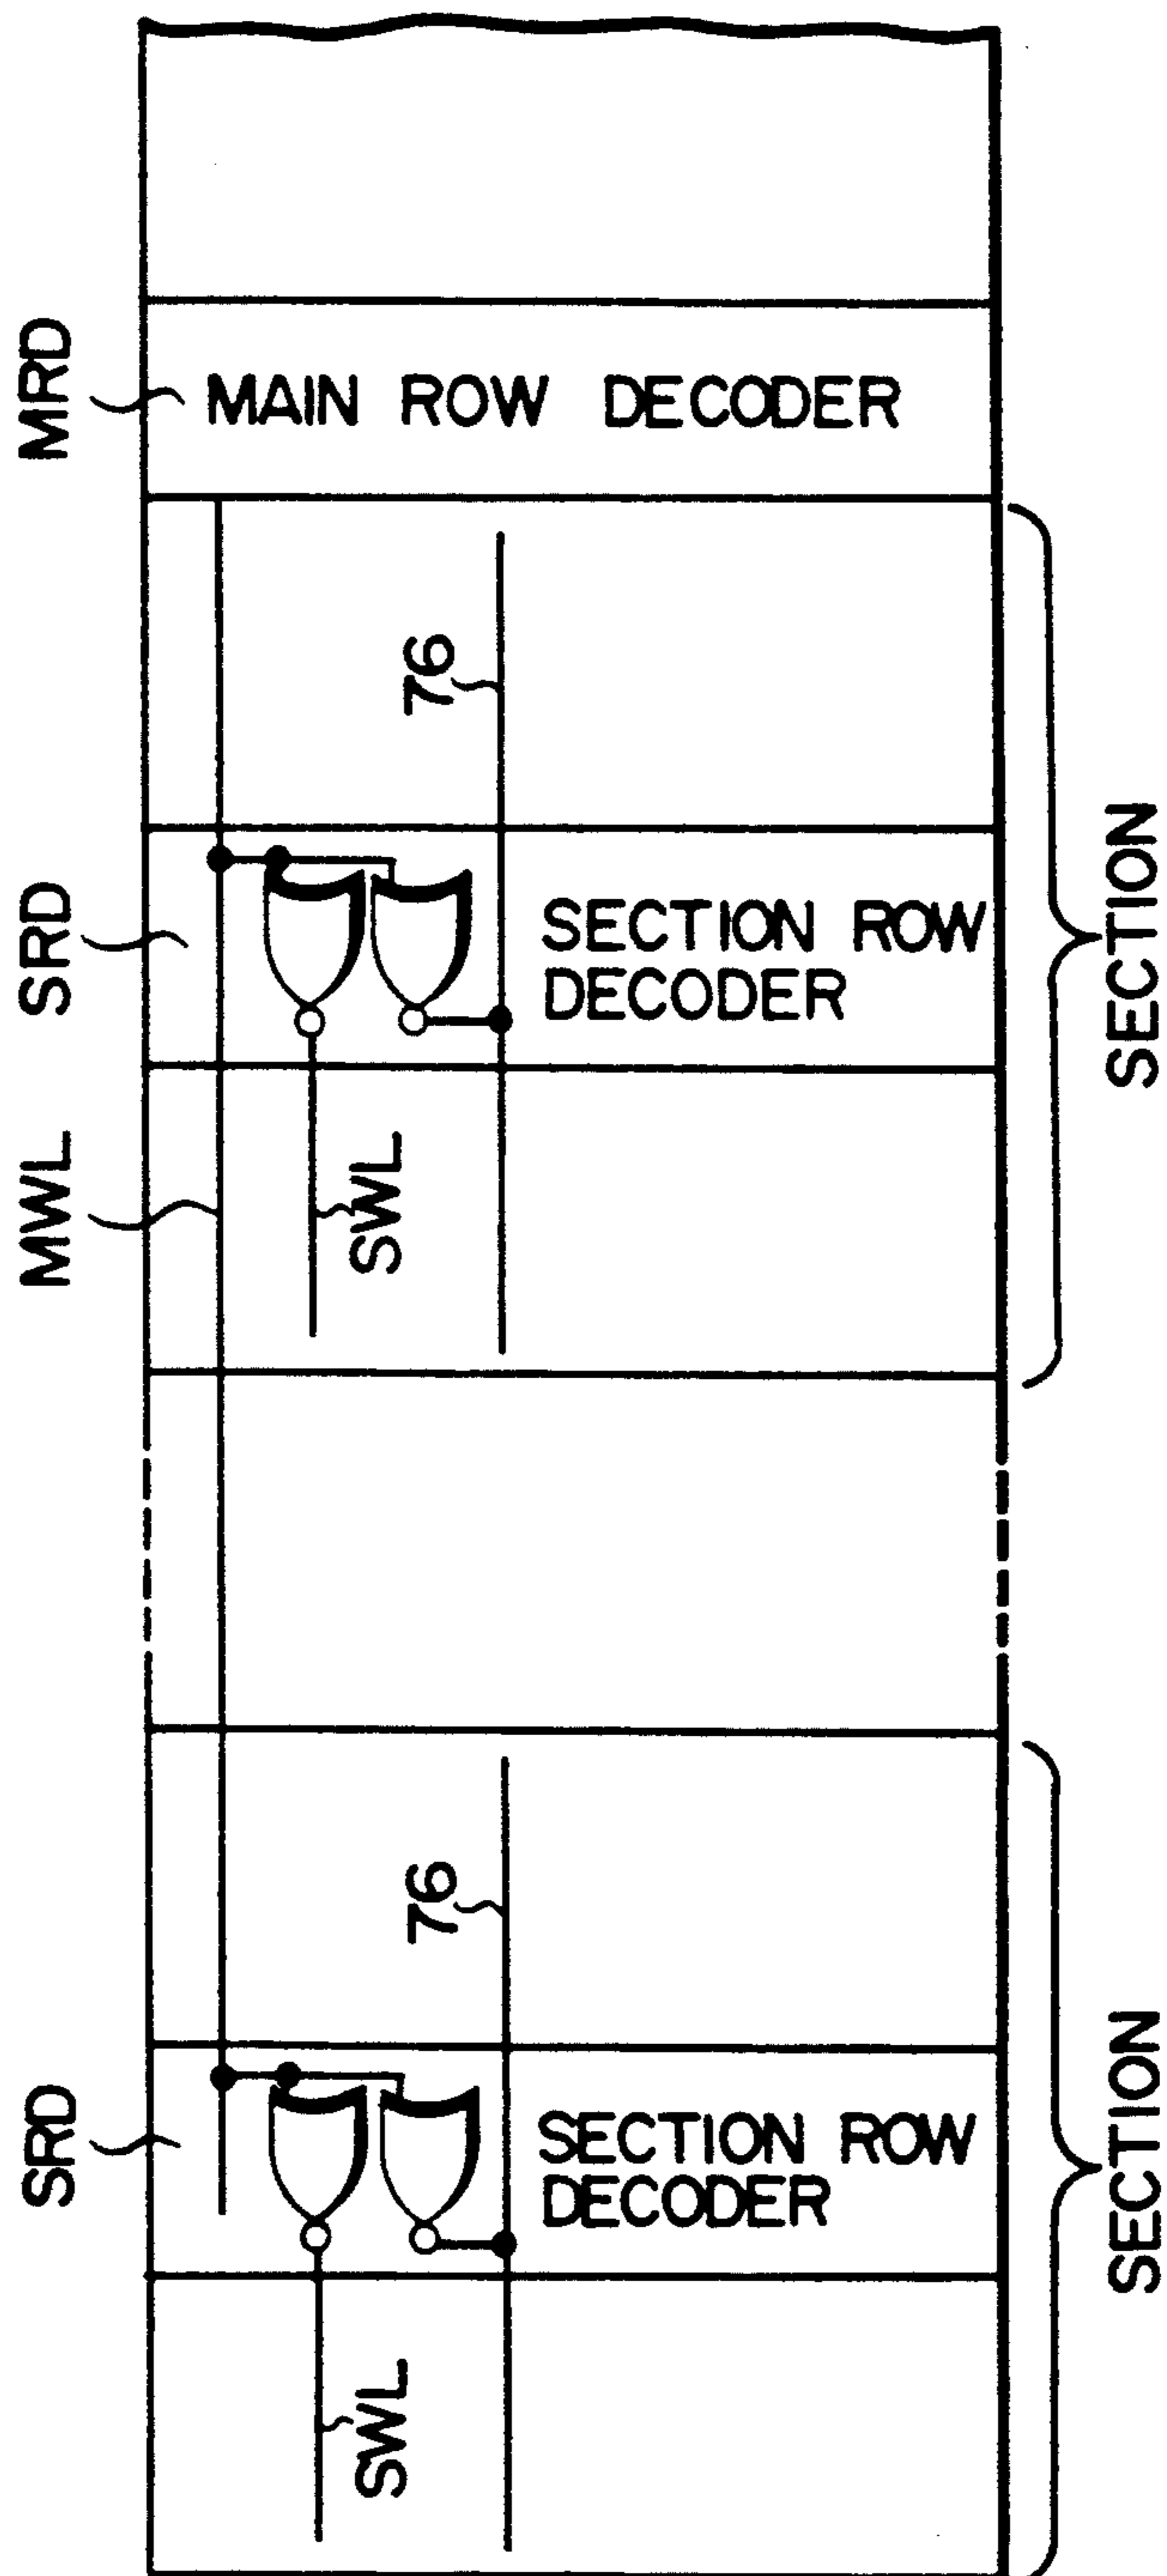 MRD
MAIN ROW DECODER
76
SRD
SECTION ROW
DECODER
SECTION
MWL
SWL
76
SRD
SECTION ROW
DECODER
SECTION
SWL